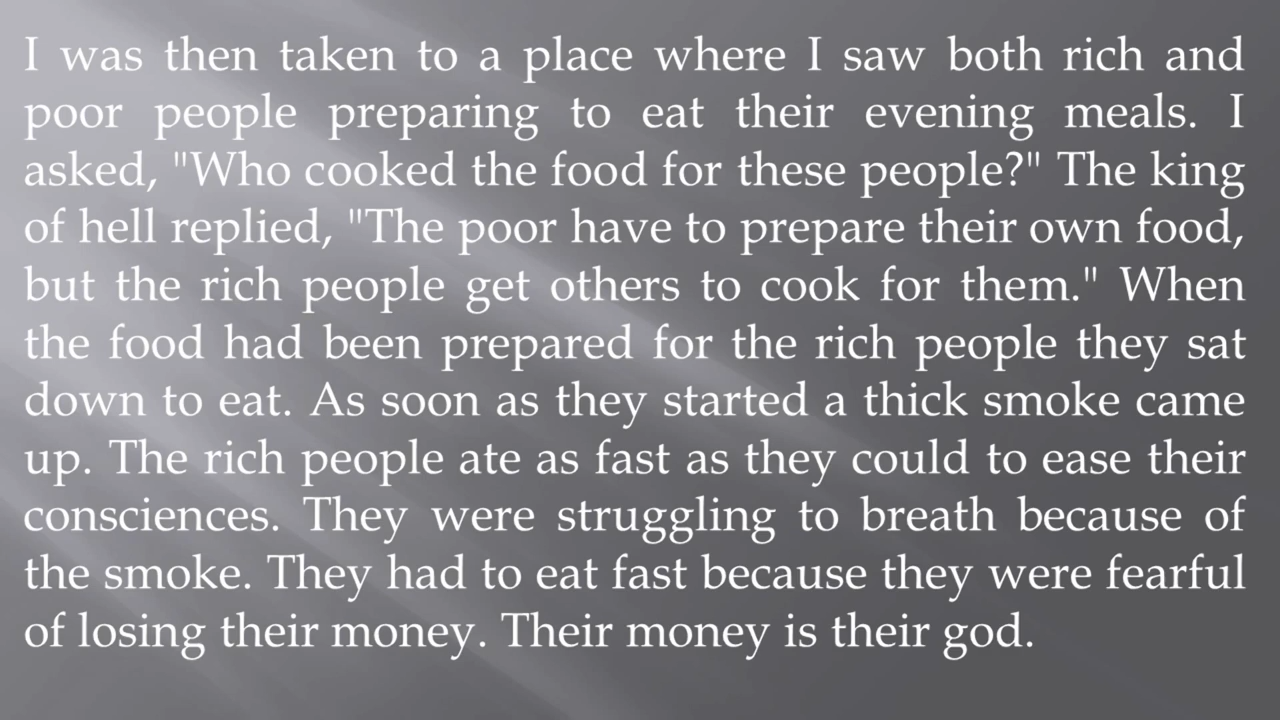 I was then taken to a place where I saw both rich and
poor people preparing to eat their evening meals. I
asked, "Who cooked the food for these people?" The king
of hell replied, "The poor have to prepare their own food,
but the rich people get others to cook for them." When
the food had been prepared for the rich people they sat
down to eat. As soon as they started a thick smoke came
up. The rich people ate as fast as they could to ease their
consciences. They were struggling to breath because of
the smoke. They had to eat fast because they were fearful
of losing their money. Their money is their god.